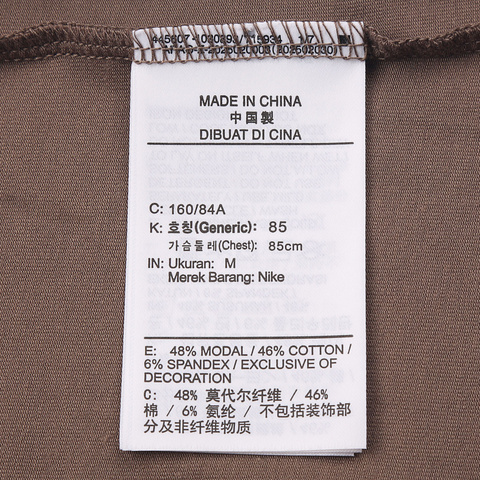 MADE IN CHINA
中国製
DIBUAT DI CINA
C: 160/84A
K: 호칭(Generic): 85
가슴둘레(Chest): 85cm
IN: Ukuran: M
Merek Barang: Nike
E: 48% MODAL / 46% COTTON /
6% SPANDEX / EXCLUSIVE OF
DECORATION
C: 48% 莫代尔纤维 / 46%
棉 / 6% 氨纶 / 不包括装饰部
分及非纤维物质